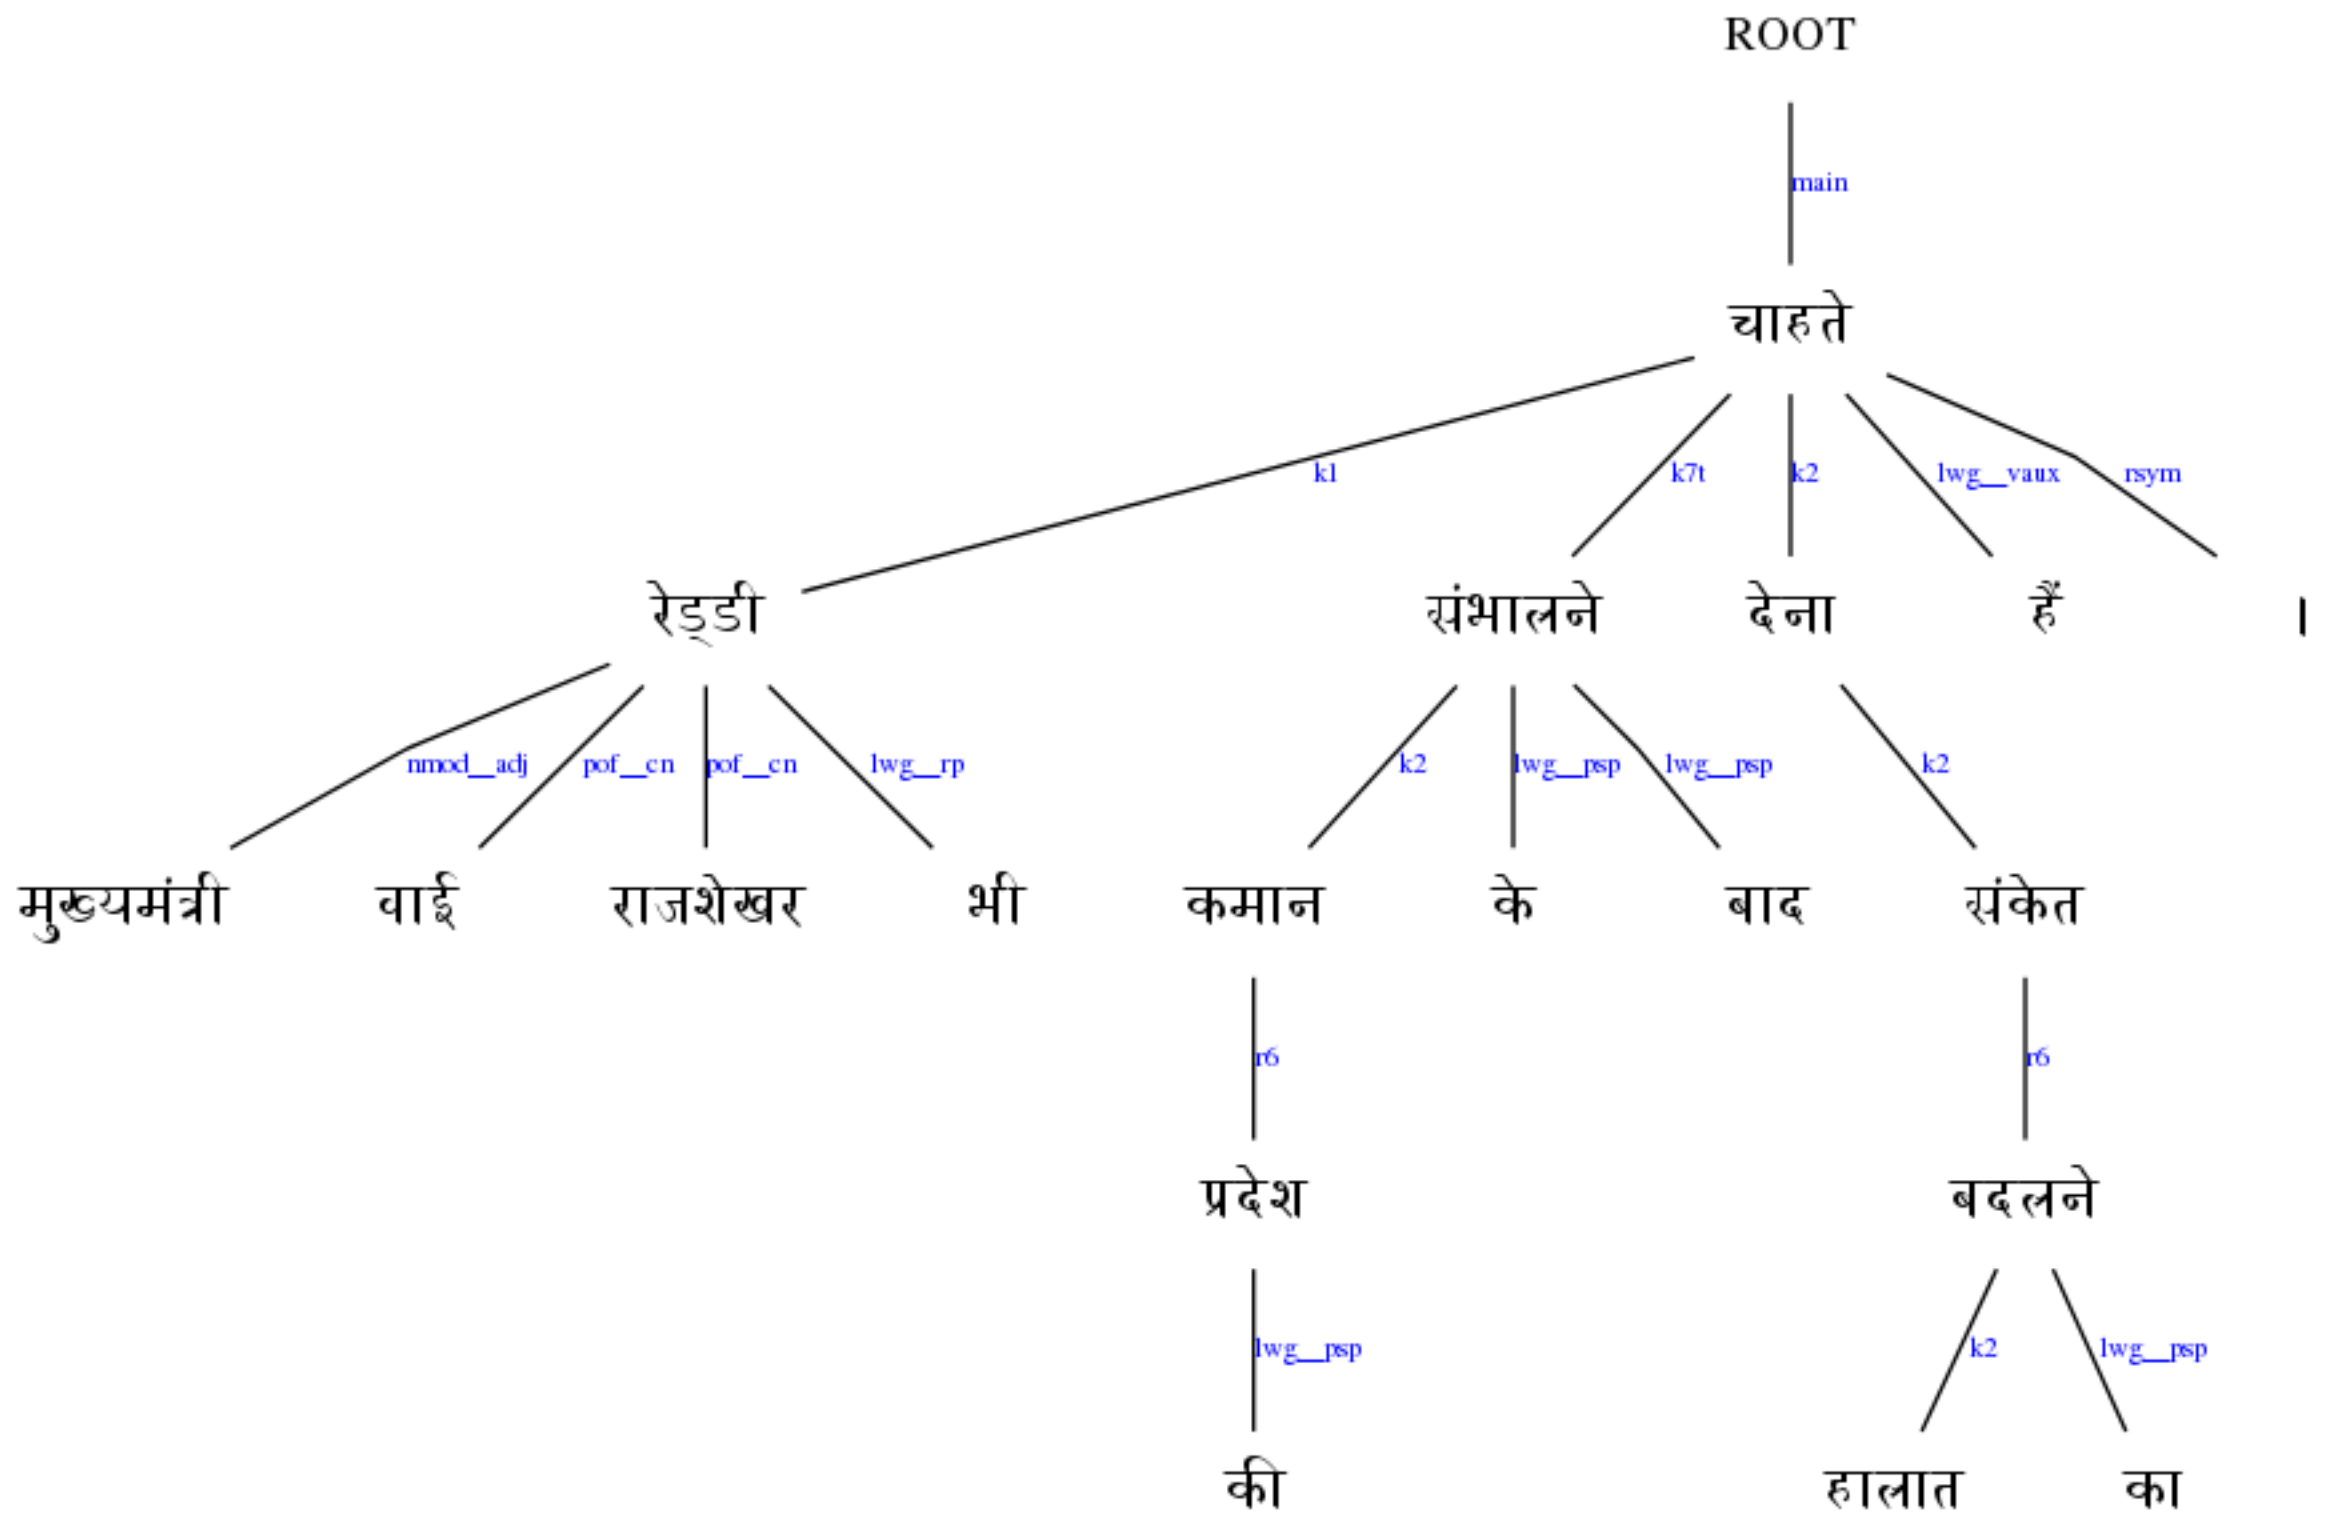 ROOT
main
चाहते
k1 k7t k2 lwg__vaux rsym
रेड्डी संभालने देना हैं ।
nmod__adj pof__cn pof__cn lwg__rp k2 lwg__psp lwg__psp k2
मुख्यमंत्री वाई राजशेखर भी कमान के बाद संकेत
r6 r6
प्रदेश बदलने
lwg__psp k2 lwg__psp
की हालात का